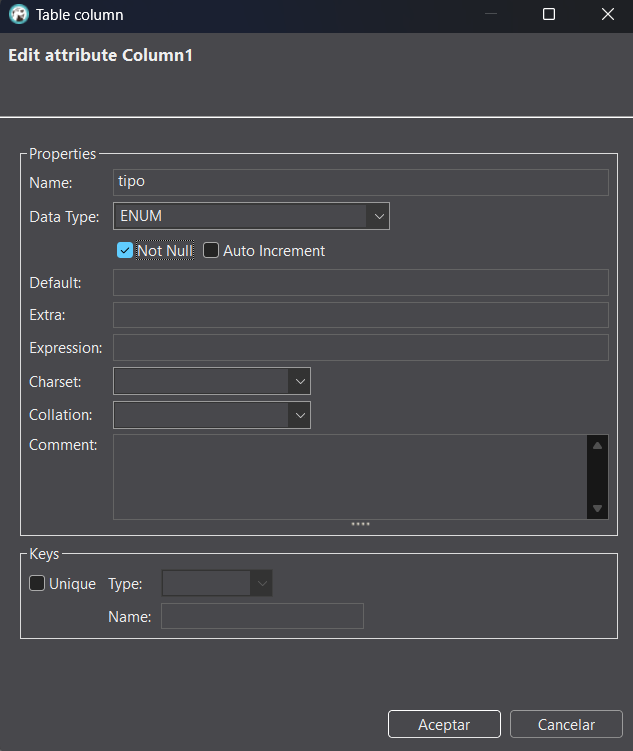 Table column
Edit attribute Column1
Properties
Name: tipo
Data Type: ENUM
Not Null Auto Increment
Default:
Extra:
Expression:
Charset:
Collation:
Comment:
Keys
Unique Type:
Name:
Aceptar Cancelar